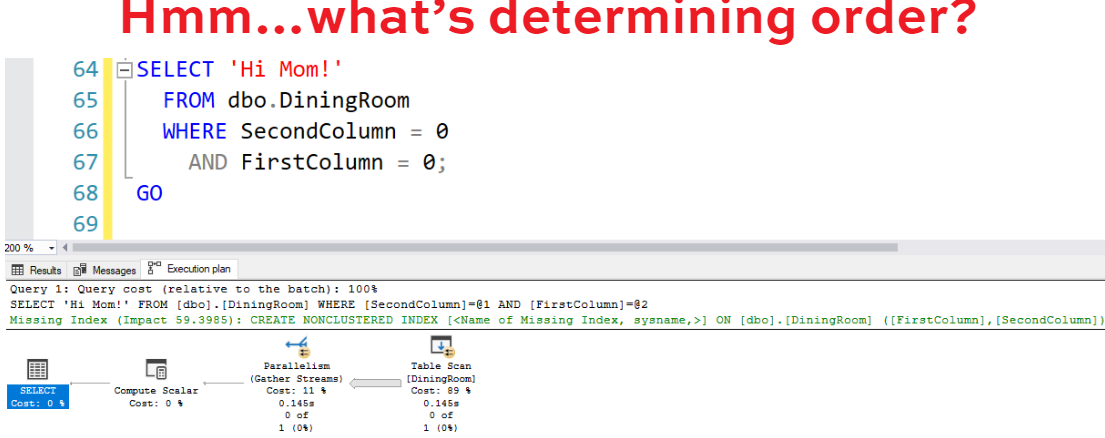 Hmm...what's determining order?
64 SELECT 'Hi Mom!'
65 FROM dbo.DiningRoom
66 WHERE SecondColumn = 0
67 AND FirstColumn = 0;
68 GO
69
200 %
Results Messages Execution plan
Query 1: Query cost (relative to the batch): 100%
SELECT 'Hi Mom!' FROM [dbo].[DiningRoom] WHERE [SecondColumn]=@1 AND [FirstColumn]=@2
Missing Index (Impact 59.3985): CREATE NONCLUSTERED INDEX [<Name of Missing Index, sysname,>] ON [dbo].[DiningRoom] ([FirstColumn],[SecondColumn])
SELECT
Cost: 0 %
Compute Scalar
Cost: 0 %
Parallelism
(Gather Streams)
Cost: 11 %
0.145s
0 of
1 (0%)
Table Scan
[DiningRoom]
Cost: 89 %
0.145s
0 of
1 (0%)